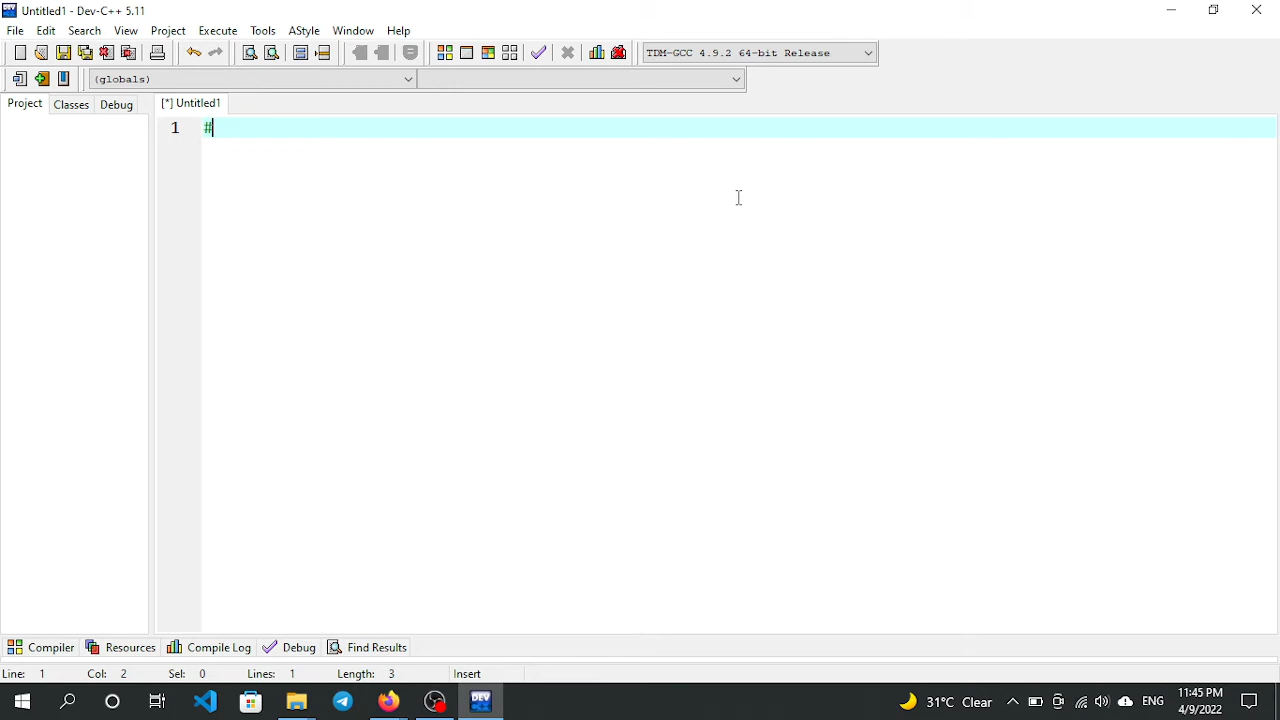 Untitled1 - Dev-C++ 5.11
File Edit Search View Project Execute Tools AStyle Window Help
TDM-GCC 4.9.2 64-bit Release
(globals)
Project Classes Debug [*] Untitled1
1 #
Compiler Resources Compile Log Debug Find Results
Line: 1 Col: 2 Sel: 0 Lines: 1 Length: 3 Insert
DEV
31°C Clear ENG 11:45 PM
4/9/2022